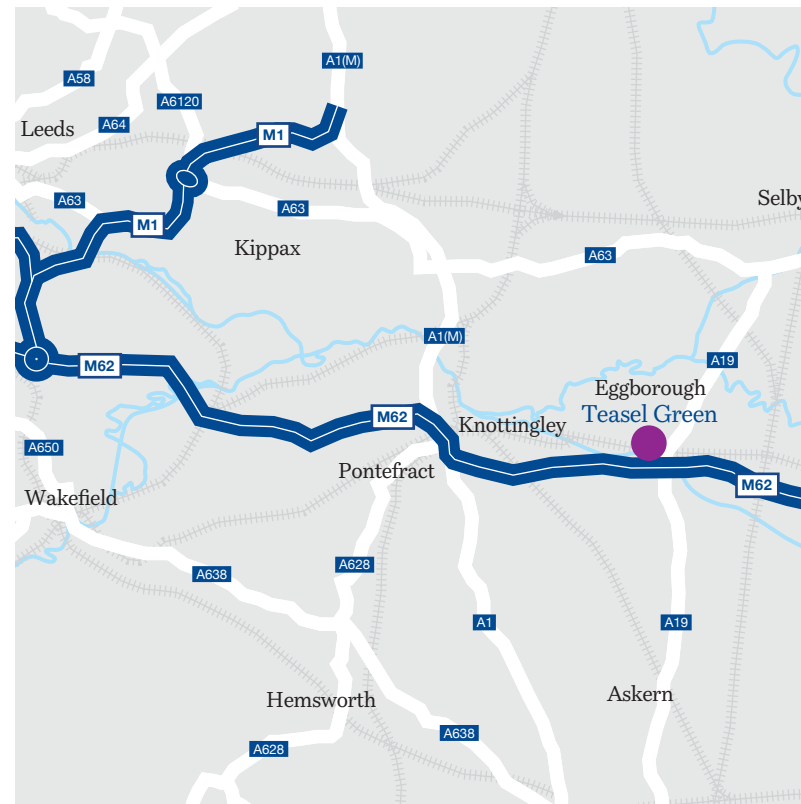 A1(M)
A58
A6120
Leeds
A64
M1
A63
A63
M1
Selby
Kippax
A63
A1(M)
A19
M62
Eggborough
Teasel Green
M62
Knottingley
A650
Pontefract
M62
Wakefield
A628
A638
A1
A19
Hemsworth
Askern
A638
A628